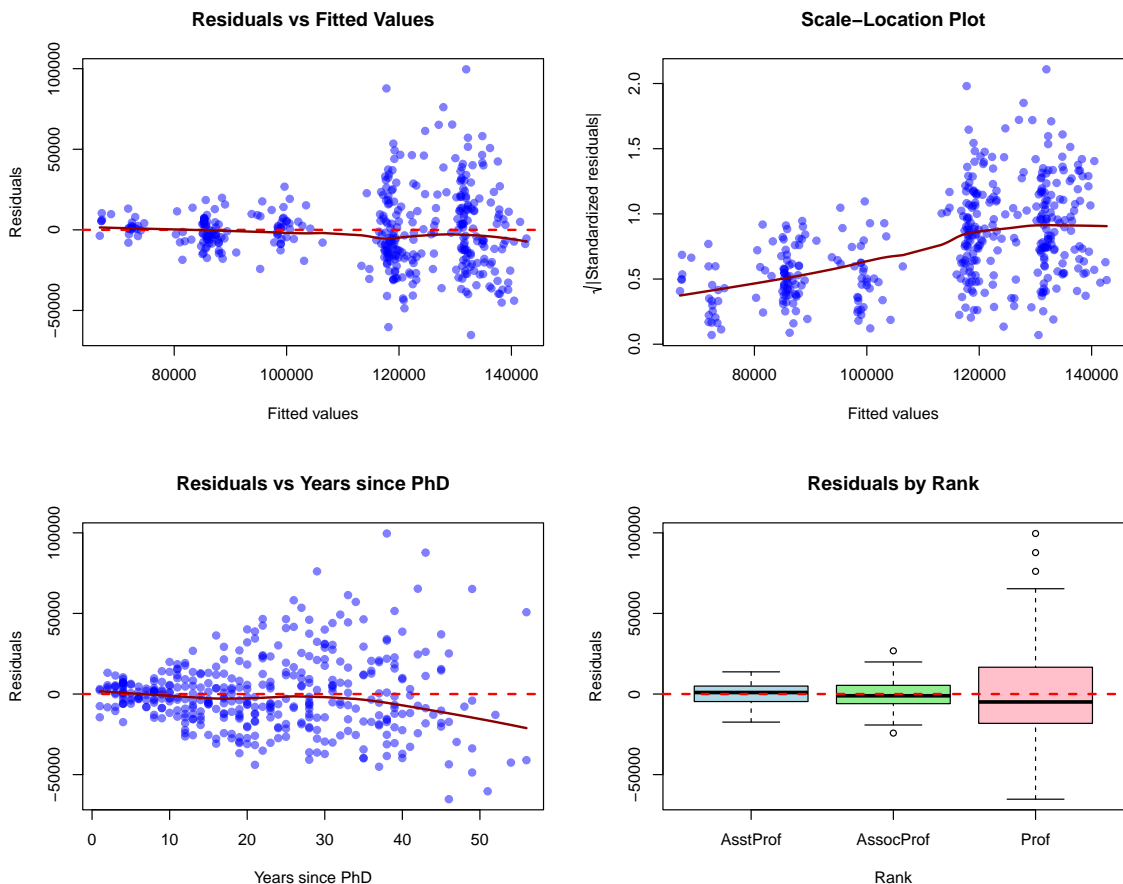 Residuals vs Fitted Values
Residuals
100000
50000
0
−50000
80000 100000 120000 140000
Fitted values
Scale−Location Plot
√|Standardized residuals|
2.0
1.5
1.0
0.5
0.0
80000 100000 120000 140000
Fitted values
Residuals vs Years since PhD
Residuals
100000
50000
0
−50000
0 10 20 30 40 50
Years since PhD
Residuals by Rank
Residuals
100000
50000
0
−50000
AsstProf AssocProf Prof
Rank